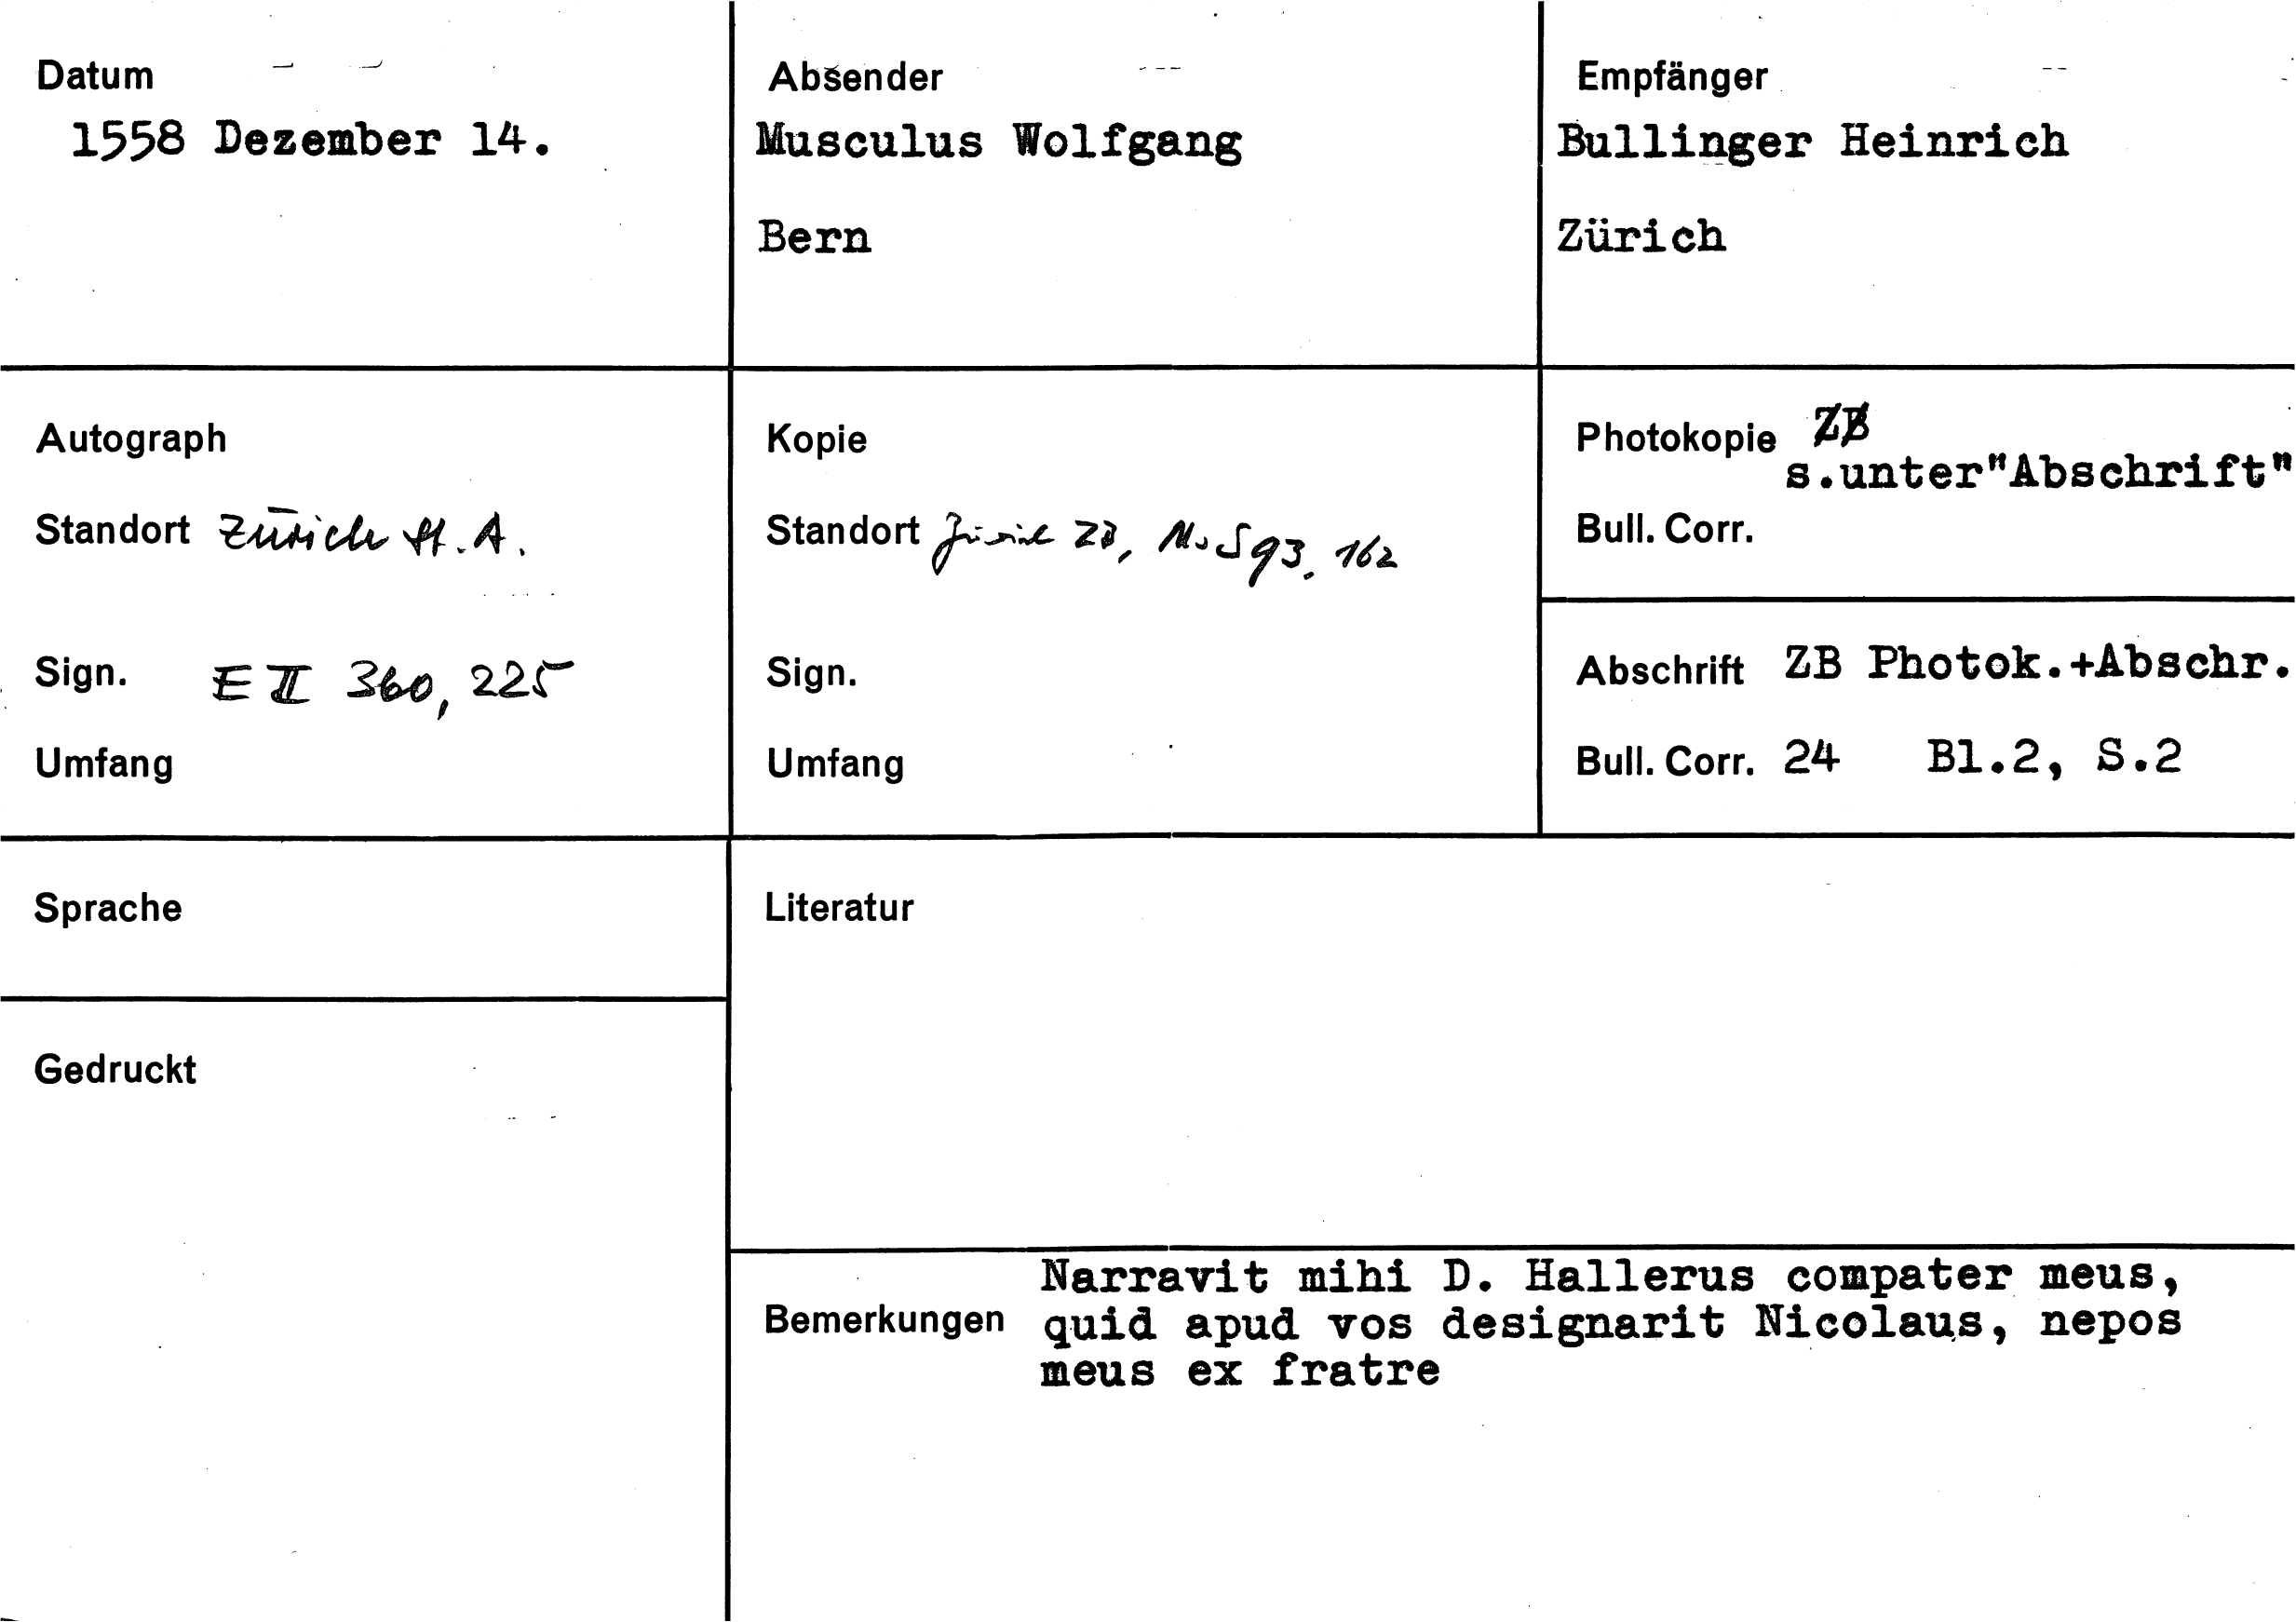 Datum
1558 Dezember 14.
Absender
Musculus Wolfgang
Bern
Empfänger
Bullinger Heinrich
Zürich
Autograph
Standort Zürich St.A.
Sign. E II 360, 225
Umfang
Kopie
Standort Zürich ZB, Ms S 93, 162
Sign.
Umfang
Photokopie ZB
s.unter"Abschrift"
Bull. Corr.
Abschrift ZB Photok.+Abschr.
Bull. Corr. 24 Bl.2, S.2
Sprache
Gedruckt
Literatur
Bemerkungen
Narravit mihi D. Hallerus compater meus,
quid apud vos designarit Nicolaus, nepos
meus ex fratre